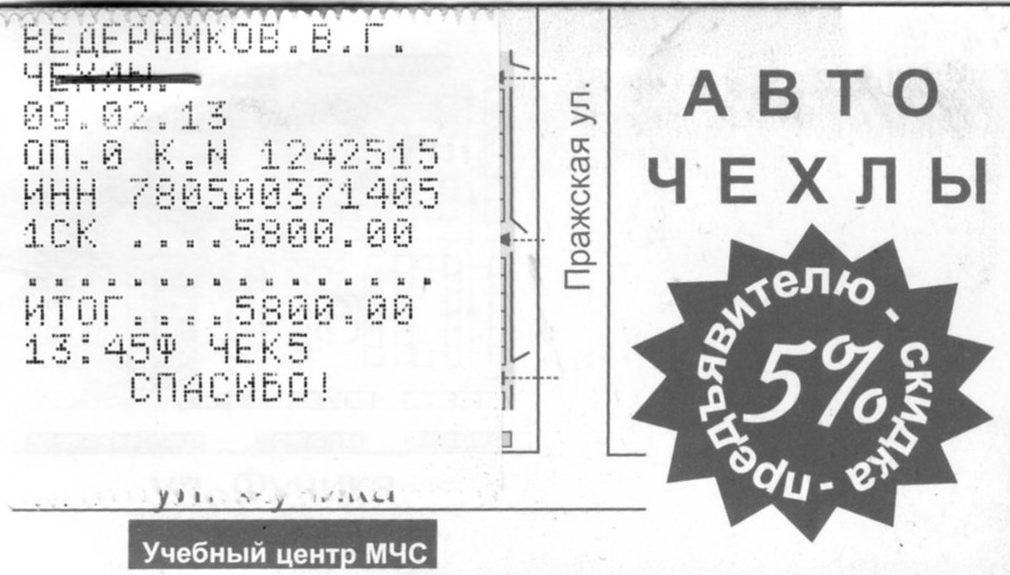 ВЕДЕРНИКОВ.В.Г.
ЧЕХЛЫ.
09.02.13
ОП.0 К.N 1242515
ИНН 780500371405
1СК ....5800.00
................
ИТОГ....5800.00
13:45Ф ЧЕК5
СПАСИБО!
ул. Фучика
Учебный центр МЧС
Пражская ул.
АВТО
ЧЕХЛЫ
предъявителю - скидка -
5%